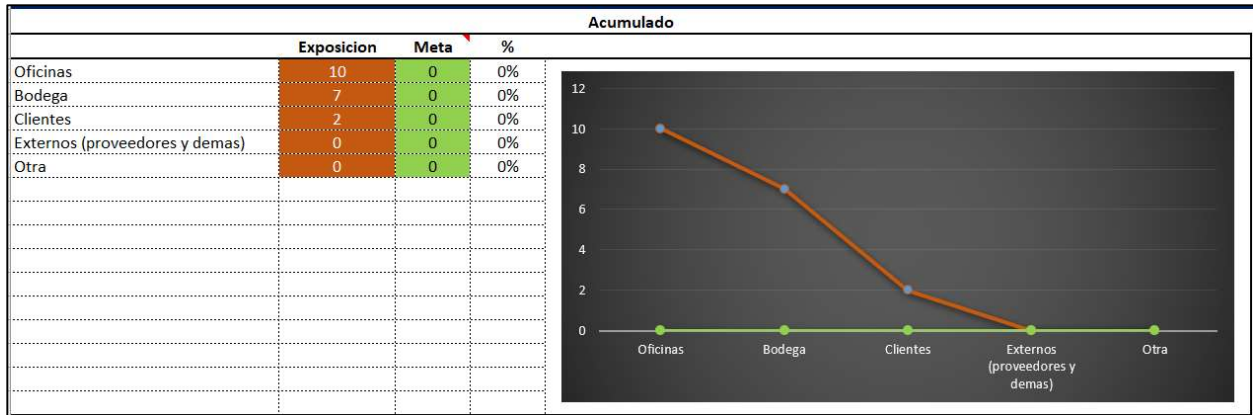 Acumulado
Exposicion Meta %
Oficinas 10 0 0%
Bodega 7 0 0%
Clientes 2 0 0%
Externos (proveedores y demas) 0 0 0%
Otra 0 0 0%
12
10
8
6
4
2
0
Oficinas Bodega Clientes Externos Otra
(proveedores y
demas)